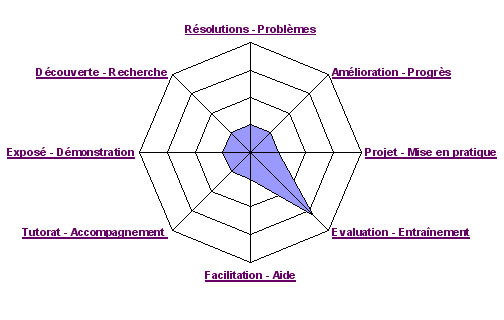 Résolutions - Problèmes
Découverte - Recherche
Amélioration - Progrès
Exposé - Démonstration
Projet - Mise en pratique
Tutorat - Accompagnement
Evaluation - Entraînement
Facilitation - Aide